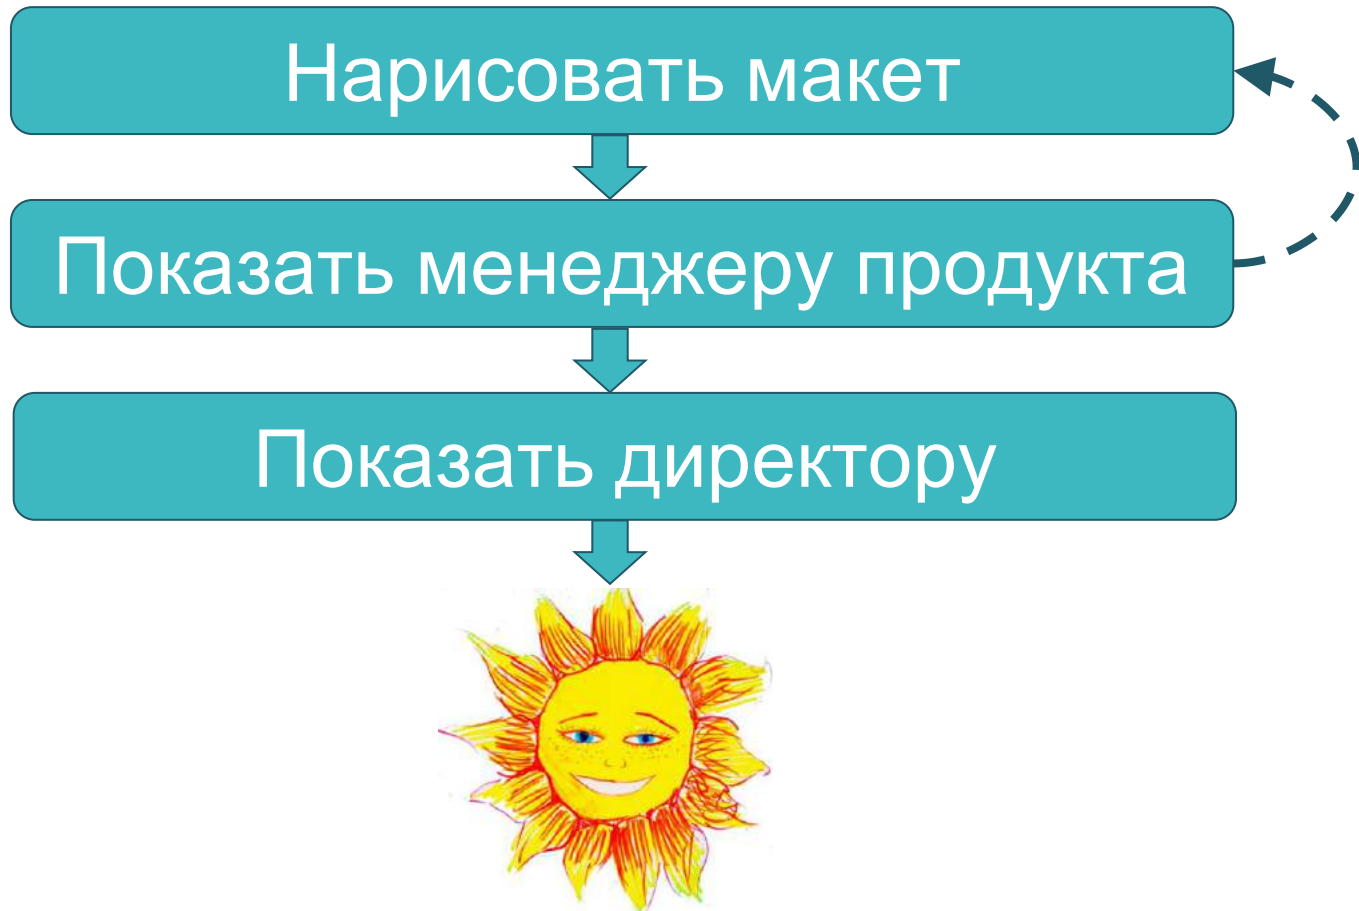 Нарисовать макет
Показать менеджеру продукта
Показать директору